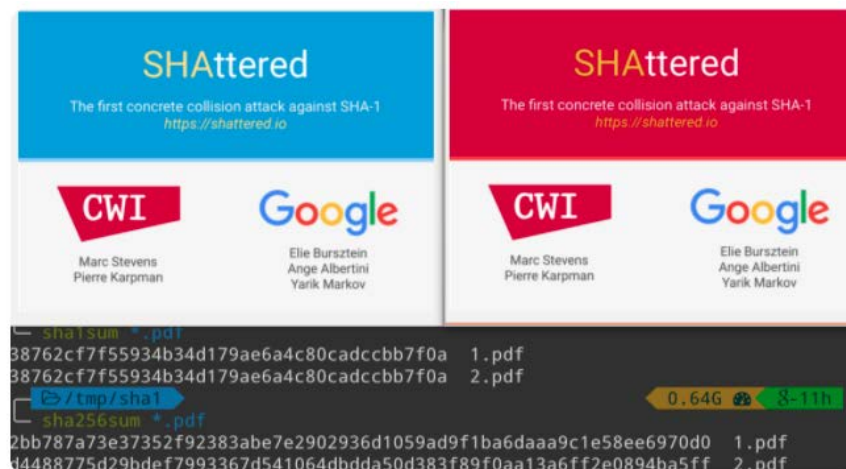 SHAttered
The first concrete collision attack against SHA-1
https://shattered.io
CWI
Marc Stevens
Pierre Karpman
Google
Elie Bursztein
Ange Albertini
Yarik Markov
SHAttered
The first concrete collision attack against SHA-1
https://shattered.io
CWI
Marc Stevens
Pierre Karpman
Google
Elie Bursztein
Ange Albertini
Yarik Markov
sha1sum *.pdf
38762cf7f55934b34d179ae6a4c80cadccbb7f0a 1.pdf
38762cf7f55934b34d179ae6a4c80cadccbb7f0a 2.pdf
/tmp/sha1 0.64G 8-11h
sha256sum *.pdf
2bb787a73e37352f92383abe7e2902936d1059ad9f1ba6daaa9c1e58ee6970d0 1.pdf
d4488775d29bdef7993367d541064dbdda50d383f89f0aa13a6ff2e0894ba5ff 2.pdf